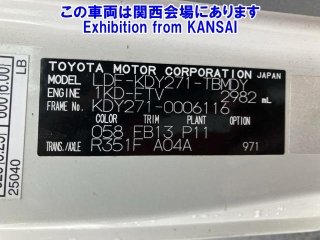 この車両は関西会場にあります
Exhibition from KANSAI
TOYOTA MOTOR CORPORATION JAPAN
MODEL LDF-KDY271-TBMDY
ENGINE 1KD-FTV 2982 mL
FRAME No. KDY271-0006116
COLOR TRIM PLANT OPTION
058 FB13 P11
TRANS./AXLE R351F A04A 971
LB
25040